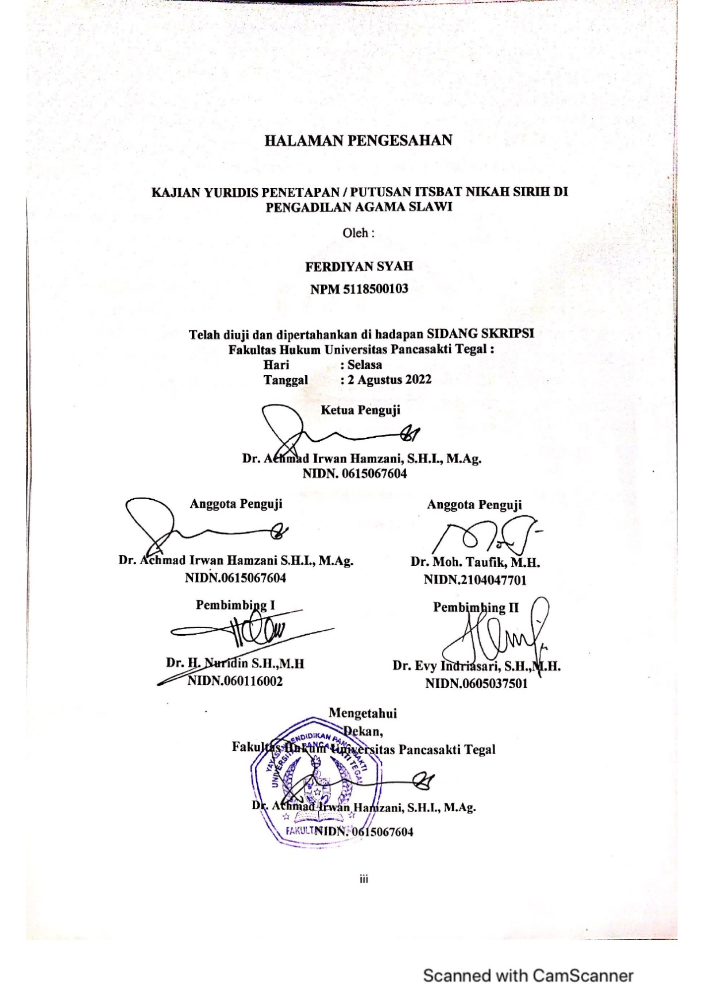 HALAMAN PENGESAHAN
KAJIAN YURIDIS PENETAPAN / PUTUSAN ITSBAT NIKAH SIRIH DI
PENGADILAN AGAMA SLAWI
Oleh :
FERDIYAN SYAH
NPM 5118500103
Telah diuji dan dipertahankan di hadapan SIDANG SKRIPSI
Fakultas Hukum Universitas Pancasakti Tegal :
Hari : Selasa
Tanggal : 2 Agustus 2022
Ketua Penguji
Dr. Achmad Irwan Hamzani, S.H.I., M.Ag.
NIDN. 0615067604
Anggota Penguji
Dr. Achmad Irwan Hamzani S.H.I., M.Ag.
NIDN.0615067604
Anggota Penguji
Dr. Moh. Taufik, M.H.
NIDN.2104047701
Pembimbing I
Dr. H. Nuridin S.H.,M.H
NIDN.060116002
Pembimbing II
Dr. Evy Indriasari, S.H.,M.H.
NIDN.0605037501
Mengetahui
Dekan,
Fakultas Hukum Universitas Pancasakti Tegal
YAYASAN PENDIDIKAN PANCASAKTI
UNIVERSITAS PANCASAKTI TEGAL
Dr. Achmad Irwan Hamzani, S.H.I., M.Ag.
NIDN. 0615067604
iii
Scanned with CamScanner